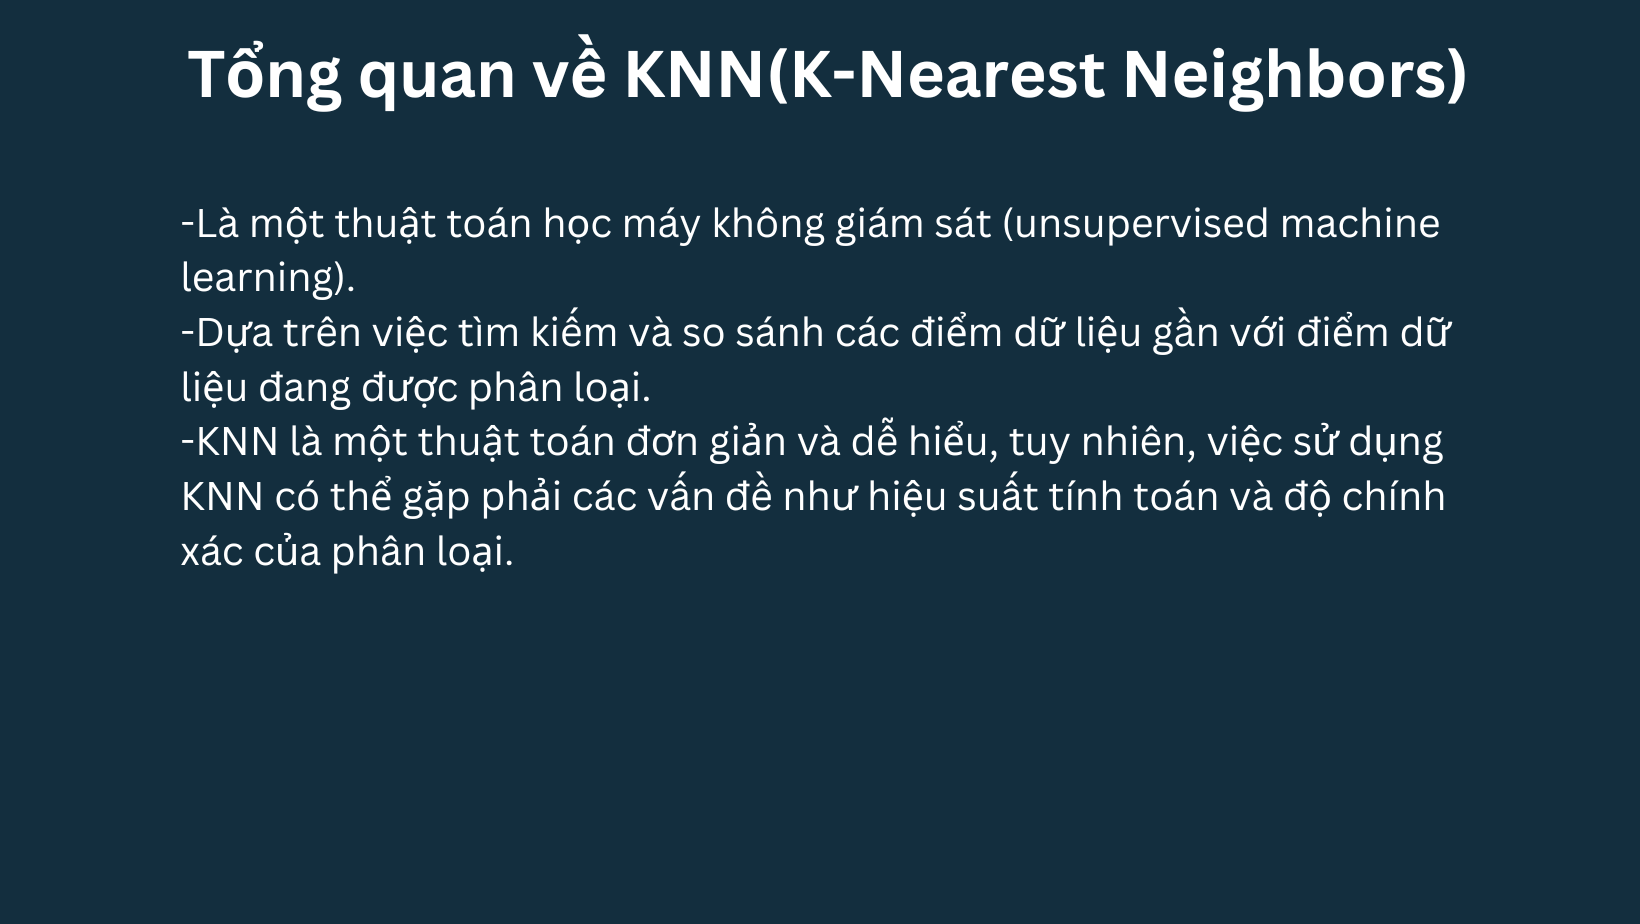 Tổng quan về KNN(K-Nearest Neighbors)
-Là một thuật toán học máy không giám sát (unsupervised machine
learning).
-Dựa trên việc tìm kiếm và so sánh các điểm dữ liệu gần với điểm dữ
liệu đang được phân loại.
-KNN là một thuật toán đơn giản và dễ hiểu, tuy nhiên, việc sử dụng
KNN có thể gặp phải các vấn đề như hiệu suất tính toán và độ chính
xác của phân loại.